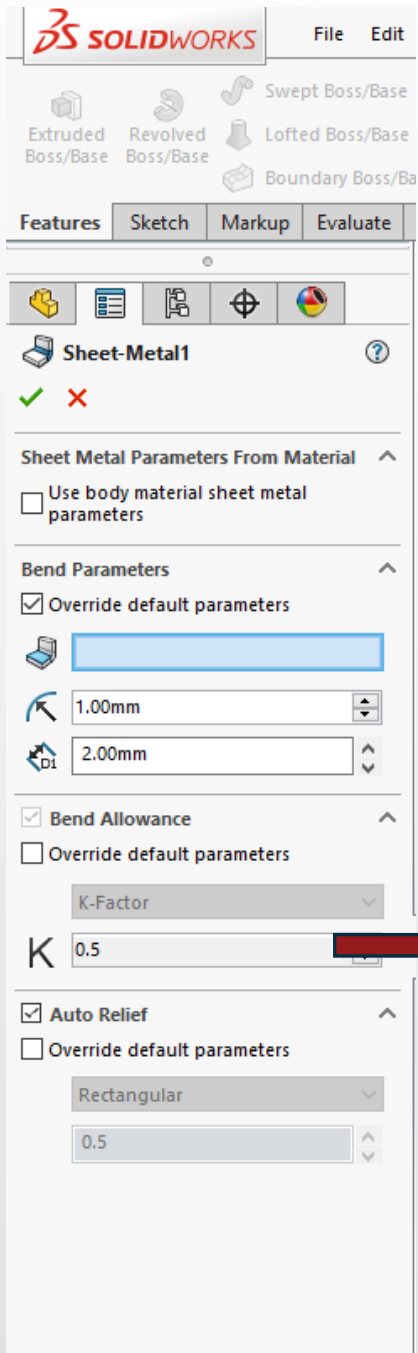 SOLIDWORKS File Edit
Swept Boss/Base
Extruded Boss/Base
Revolved Boss/Base
Lofted Boss/Base
Boundary Boss/Ba
Features Sketch Markup Evaluate
Sheet-Metal1
Sheet Metal Parameters From Material
Use body material sheet metal
parameters
Bend Parameters
Override default parameters
1.00mm
D1 2.00mm
Bend Allowance
Override default parameters
K-Factor
K 0.5
Auto Relief
Override default parameters
Rectangular
0.5